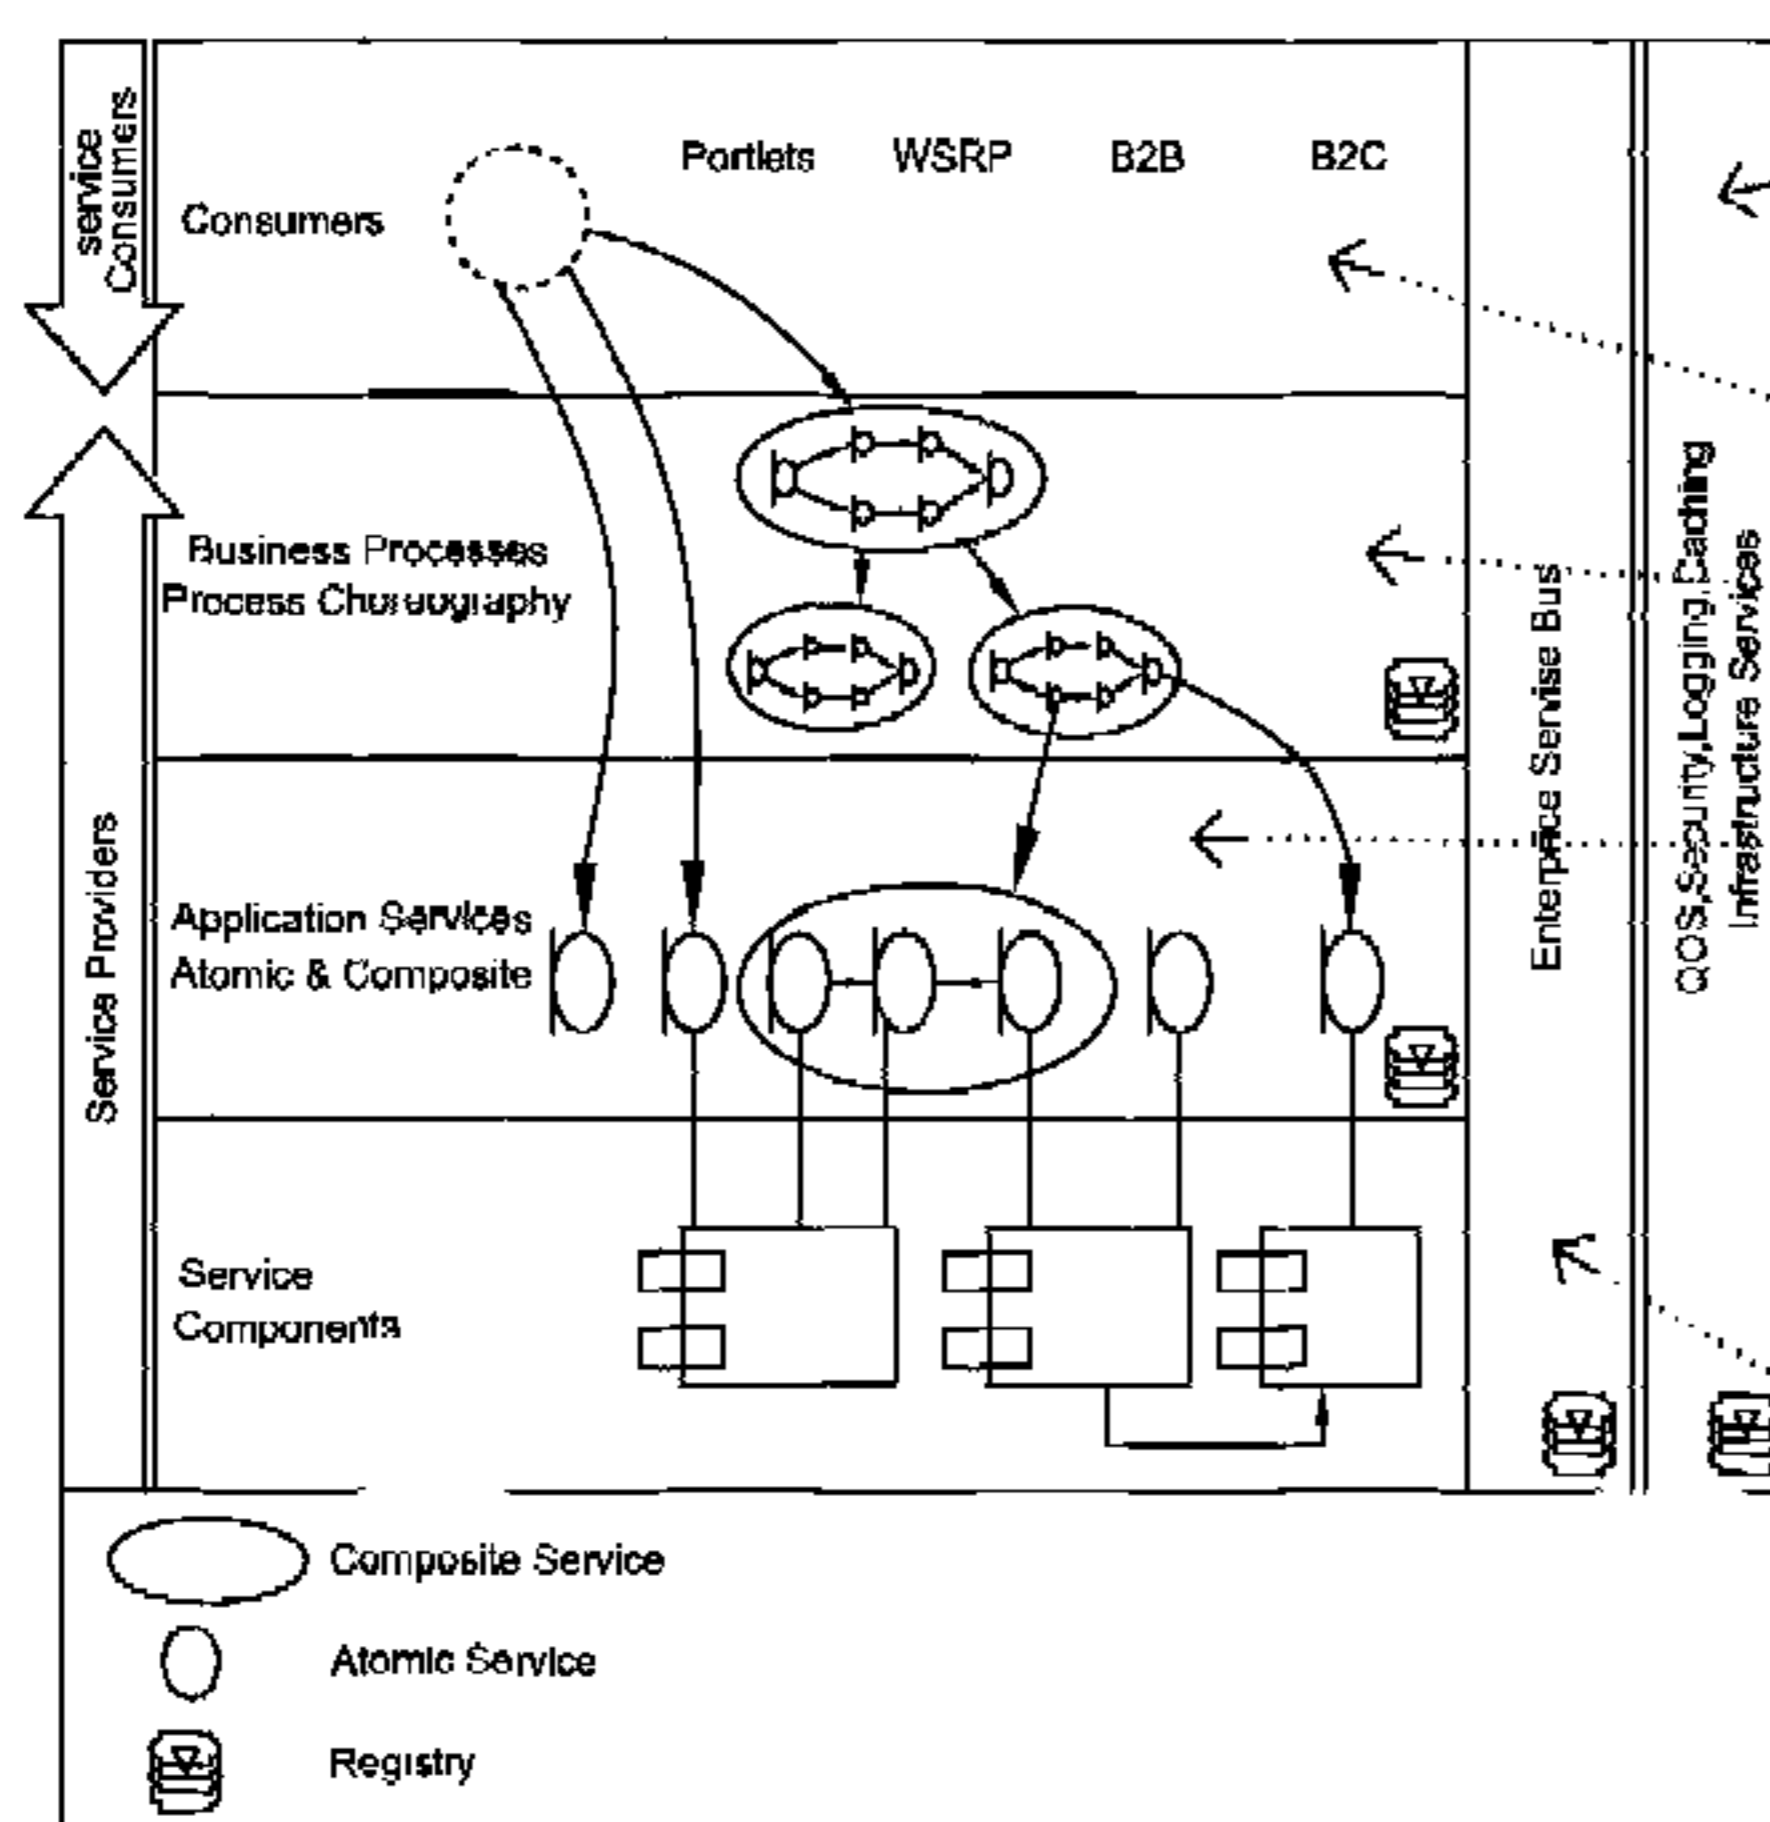 service
Consumers
Portlets
WSRP
B2B
B2C
Consumers
Business Processes
Process Choreography
Service Providers
Application Services
Atomic & Composite
Enterprice Servise Bus
QOS,Security,Logging,Caching
Infrastructure Services
Service
Components
Composite Service
Atomic Service
Registry